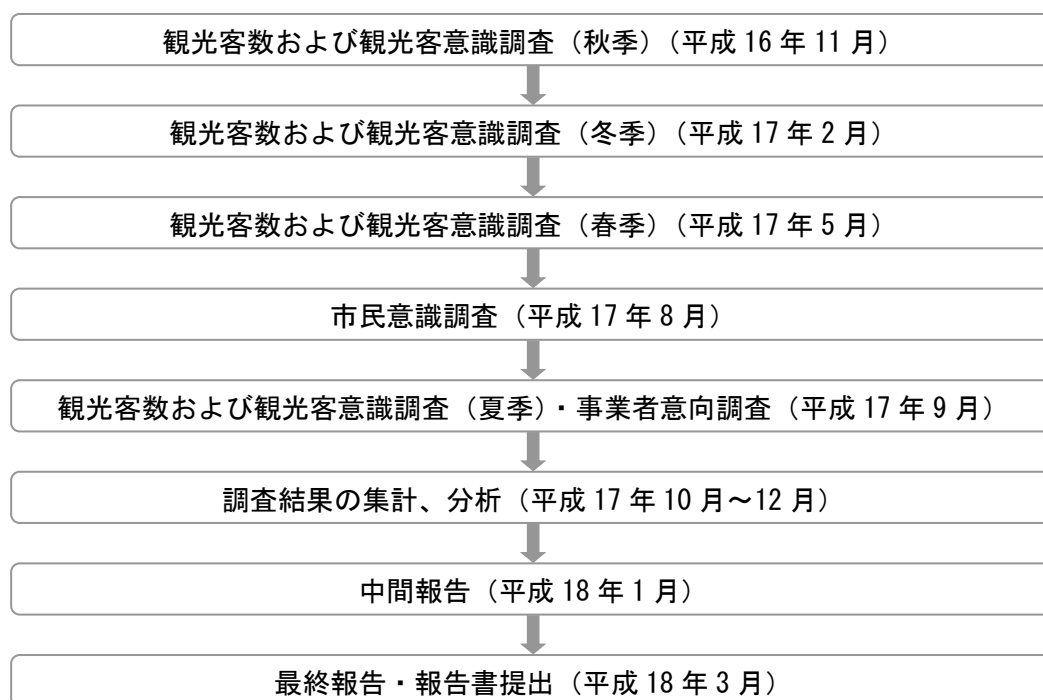 観光客数および観光客意識調査（秋季）（平成 16 年 11 月）
観光客数および観光客意識調査（冬季）（平成 17 年 2 月）
観光客数および観光客意識調査（春季）（平成 17 年 5 月）
市民意識調査（平成 17 年 8 月）
観光客数および観光客意識調査（夏季）・事業者意向調査（平成 17 年 9 月）
調査結果の集計、分析（平成 17 年 10 月～12 月）
中間報告（平成 18 年 1 月）
最終報告・報告書提出（平成 18 年 3 月）